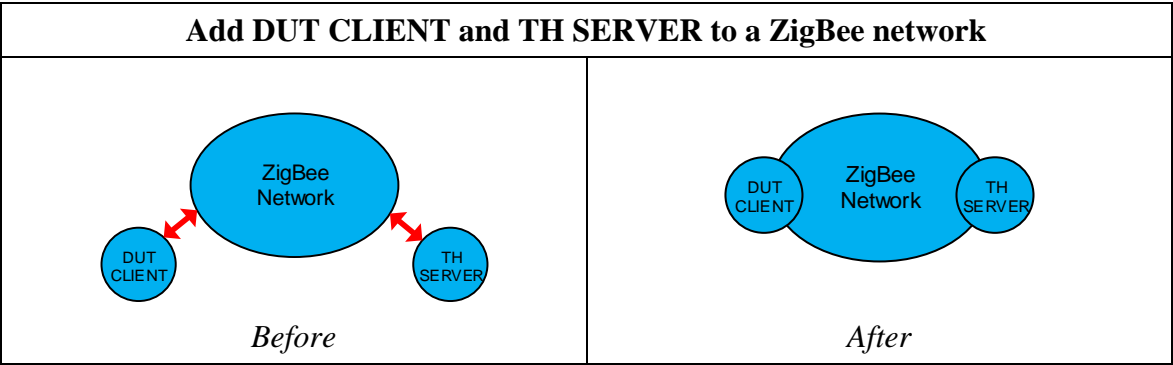 Add DUT CLIENT and TH SERVER to a ZigBee network
ZigBee
Network
DUT
CLIENT
TH
SERVER
Before
ZigBee
Network
DUT
CLIENT
TH
SERVER
After